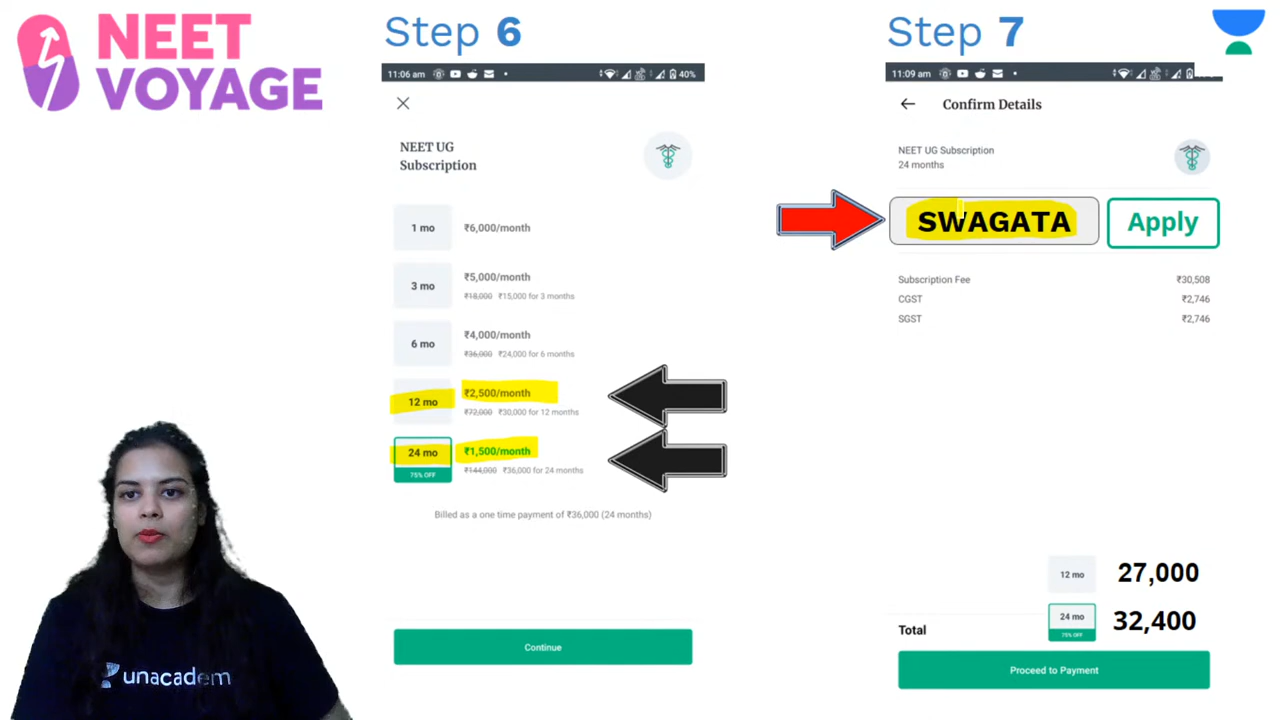 NEET
VOYAGE
Step 6
11:06 am
40%
NEET UG
Subscription
1 mo
₹6,000/month
3 mo
₹5,000/month
₹18,000 ₹15,000 for 3 months
6 mo
₹4,000/month
₹36,000 ₹24,000 for 6 months
12 mo
₹2,500/month
₹72,000 ₹30,000 for 12 months
24 mo
75% OFF
₹1,500/month
₹144,000 ₹36,000 for 24 months
Billed as a one time payment of ₹36,000 (24 months)
Continue
Step 7
11:09 am
Confirm Details
NEET UG Subscription
24 months
SWAGATA
Apply
Subscription Fee ₹30,508
CGST ₹2,746
SGST ₹2,746
12 mo 27,000
24 mo 32,400
75% OFF
Total
Proceed to Payment
unacadem